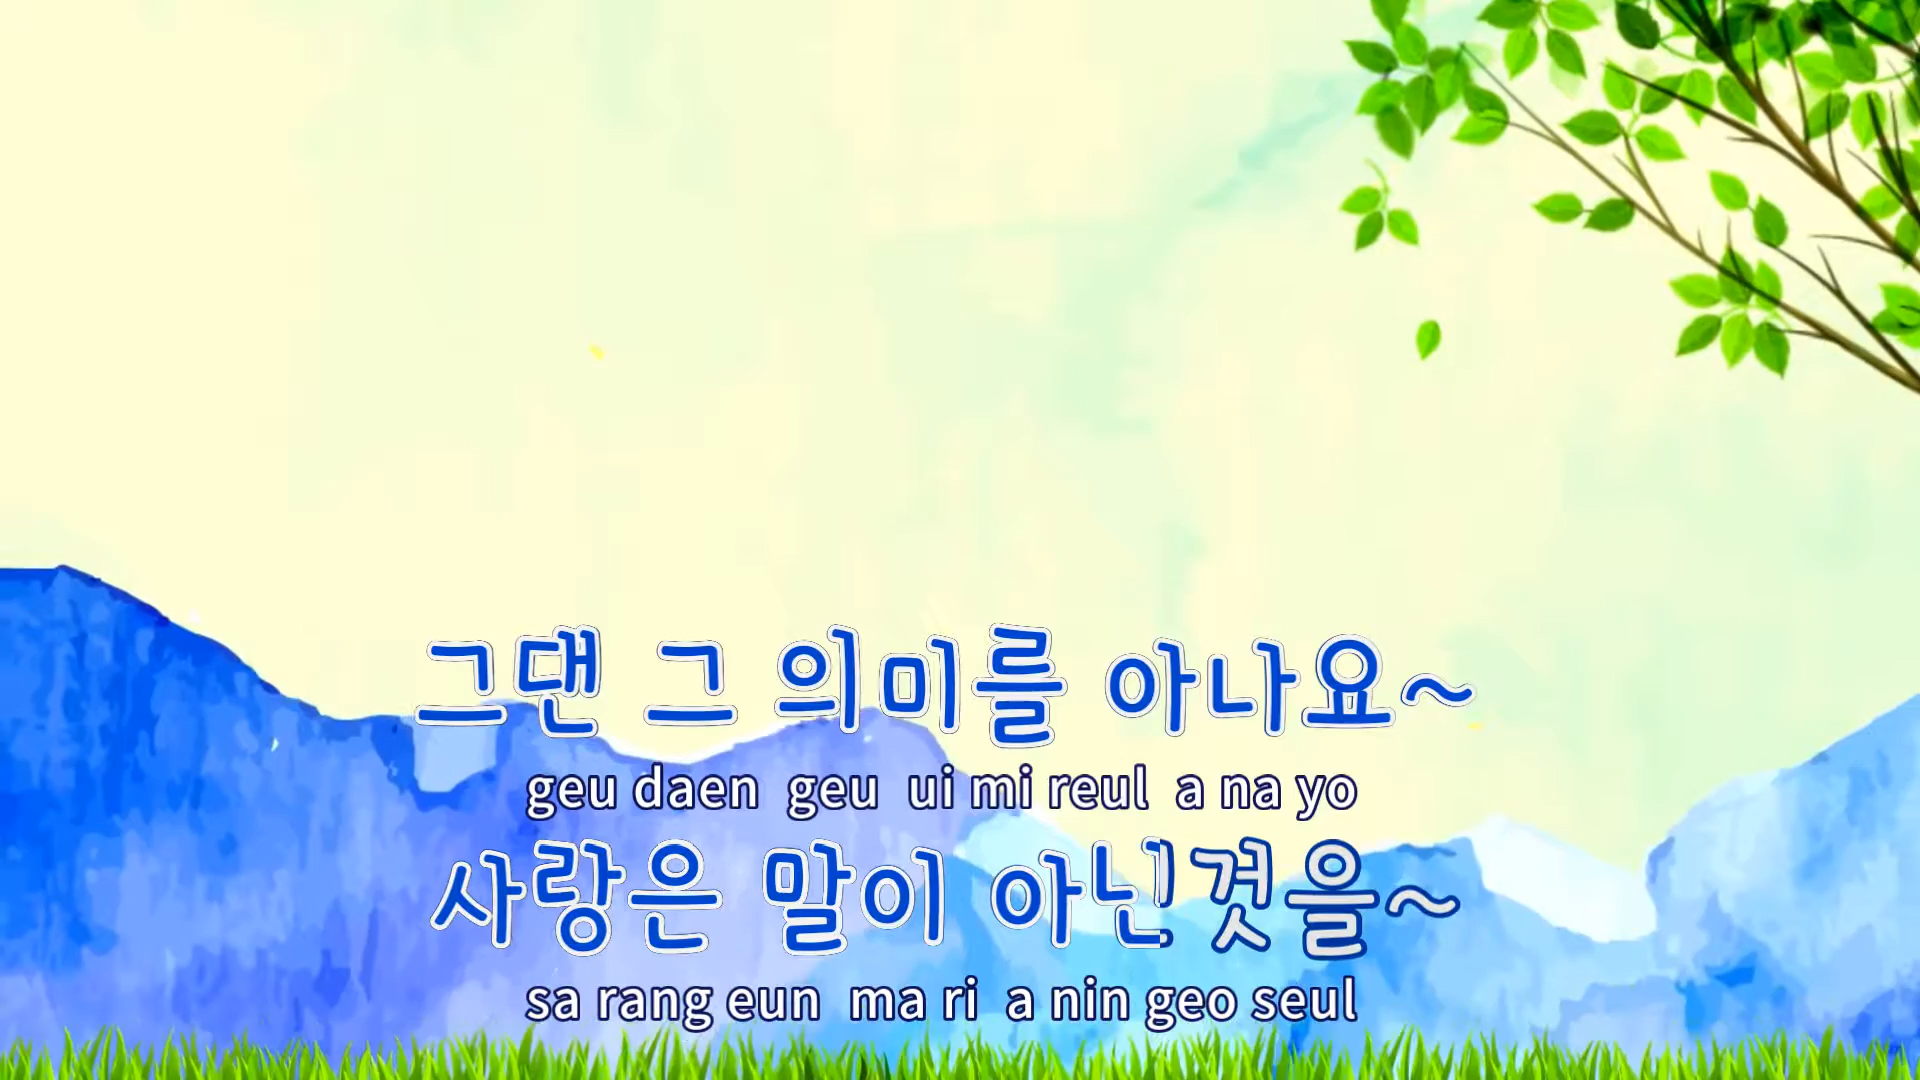 그댄 그 의미를 아나요~
geu daen geu ui mi reul a na yo
사랑은 말이 아닌것을~
sa rang eun ma ri a nin geo seul